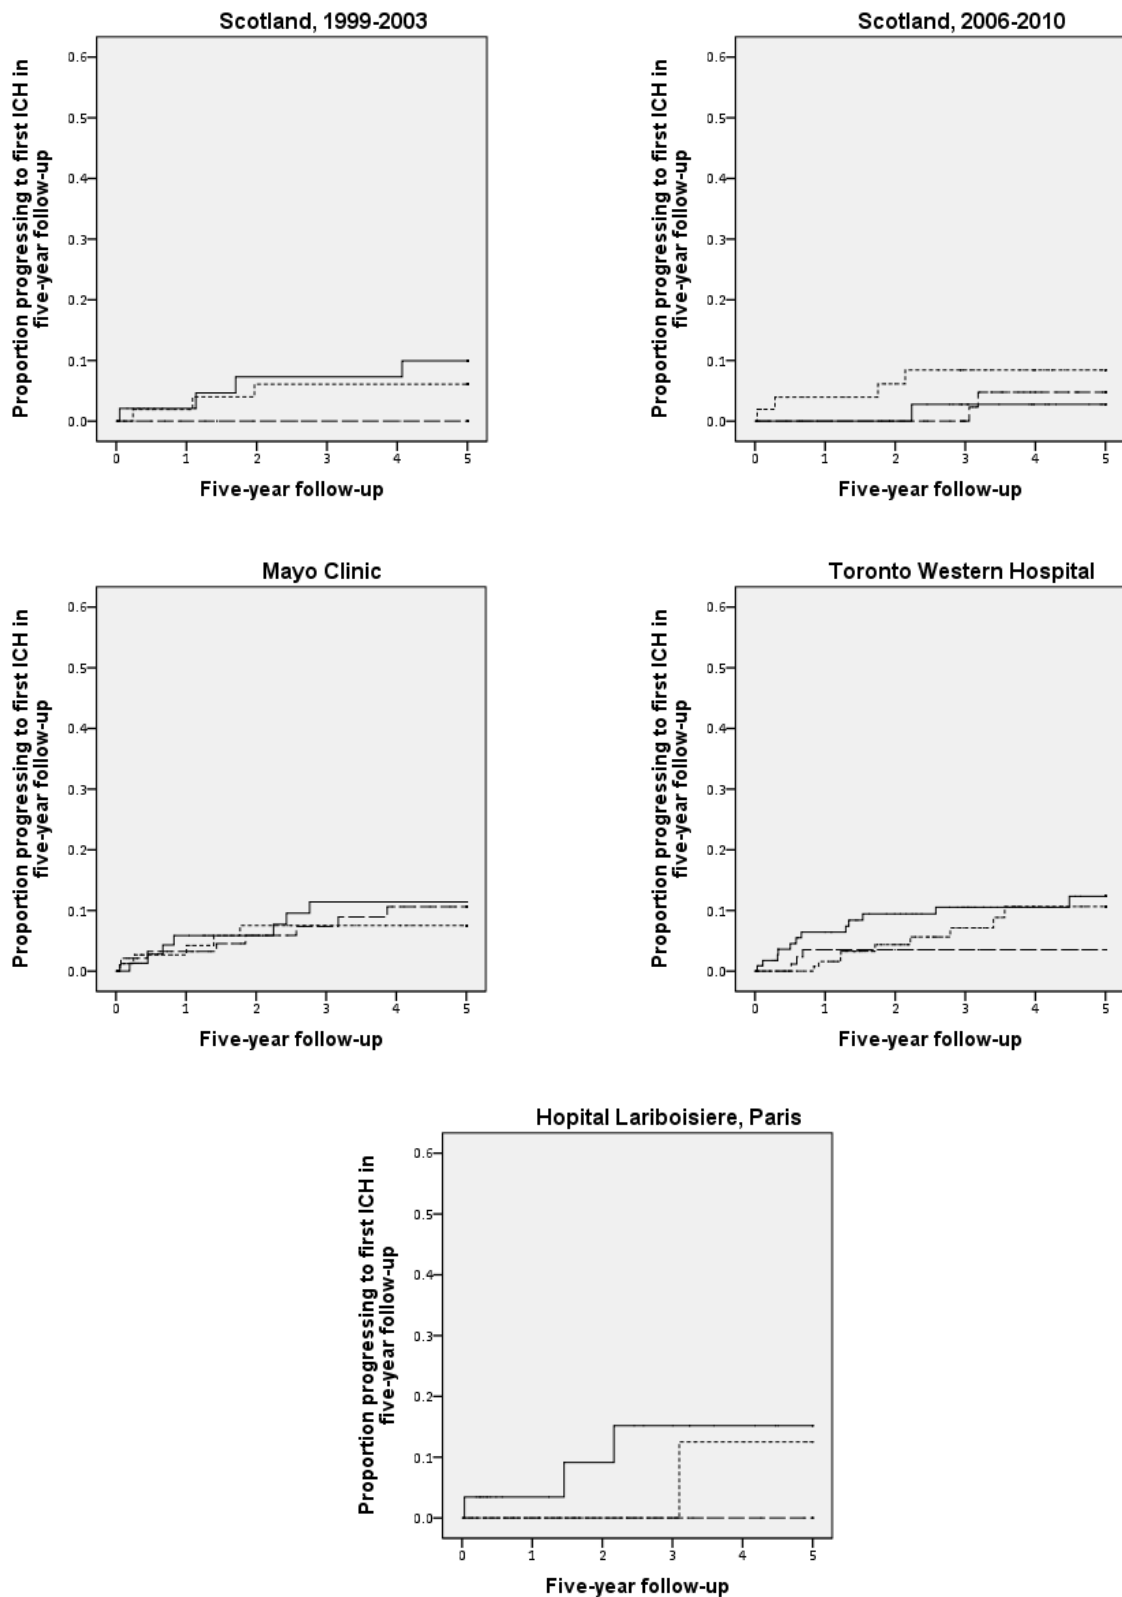 Scotland, 1999-2003
Proportion progressing to first ICH in
five-year follow-up
0.6
0.5
0.4
0.3
0.2
0.1
0.0
0 1 2 3 4 5
Five-year follow-up
Scotland, 2006-2010
Proportion progressing to first ICH in
five-year follow-up
0.6
0.5
0.4
0.3
0.2
0.1
0.0
0 1 2 3 4 5
Five-year follow-up
Mayo Clinic
Proportion progressing to first ICH in
five-year follow-up
0.6
0.5
0.4
0.3
0.2
0.1
0.0
0 1 2 3 4 5
Five-year follow-up
Toronto Western Hospital
Proportion progressing to first ICH in
five-year follow-up
0.6
0.5
0.4
0.3
0.2
0.1
0.0
0 1 2 3 4 5
Five-year follow-up
Hopital Lariboisiere, Paris
Proportion progressing to first ICH in
five-year follow-up
0.6
0.5
0.4
0.3
0.2
0.1
0.0
0 1 2 3 4 5
Five-year follow-up